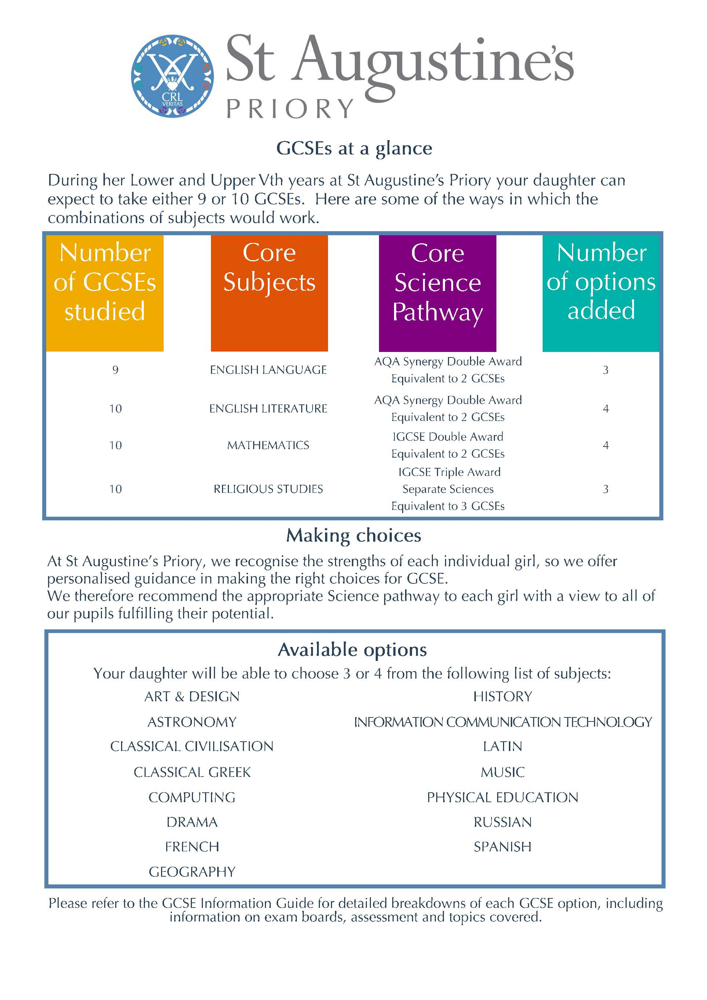 CRL
VERITAS
St Augustine's
PRIORY
GCSEs at a glance
During her Lower and Upper Vth years at St Augustine's Priory your daughter can
expect to take either 9 or 10 GCSEs. Here are some of the ways in which the
combinations of subjects would work.
Number
of GCSEs
studied
Core
Subjects
Core
Science
Pathway
Number
of options
added
9
ENGLISH LANGUAGE
AQA Synergy Double Award
Equivalent to 2 GCSEs
3
10
ENGLISH LITERATURE
AQA Synergy Double Award
Equivalent to 2 GCSEs
4
10
MATHEMATICS
IGCSE Double Award
Equivalent to 2 GCSEs
4
10
RELIGIOUS STUDIES
IGCSE Triple Award
Separate Sciences
Equivalent to 3 GCSEs
3
Making choices
At St Augustine's Priory, we recognise the strengths of each individual girl, so we offer
personalised guidance in making the right choices for GCSE.
We therefore recommend the appropriate Science pathway to each girl with a view to all of
our pupils fulfilling their potential.
Available options
Your daughter will be able to choose 3 or 4 from the following list of subjects:
ART & DESIGN
ASTRONOMY
CLASSICAL CIVILISATION
CLASSICAL GREEK
COMPUTING
DRAMA
FRENCH
GEOGRAPHY
HISTORY
INFORMATION COMMUNICATION TECHNOLOGY
LATIN
MUSIC
PHYSICAL EDUCATION
RUSSIAN
SPANISH
Please refer to the GCSE Information Guide for detailed breakdowns of each GCSE option, including
information on exam boards, assessment and topics covered.